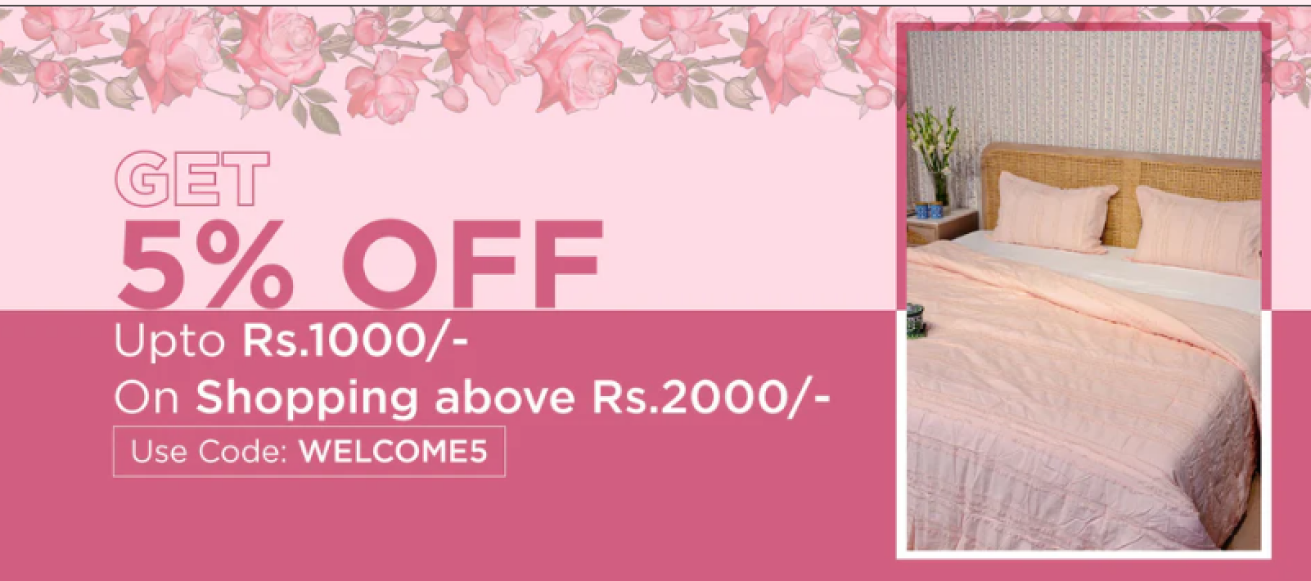 GET
5% OFF
Upto Rs.1000/-
On Shopping above Rs.2000/-
Use Code: WELCOME5